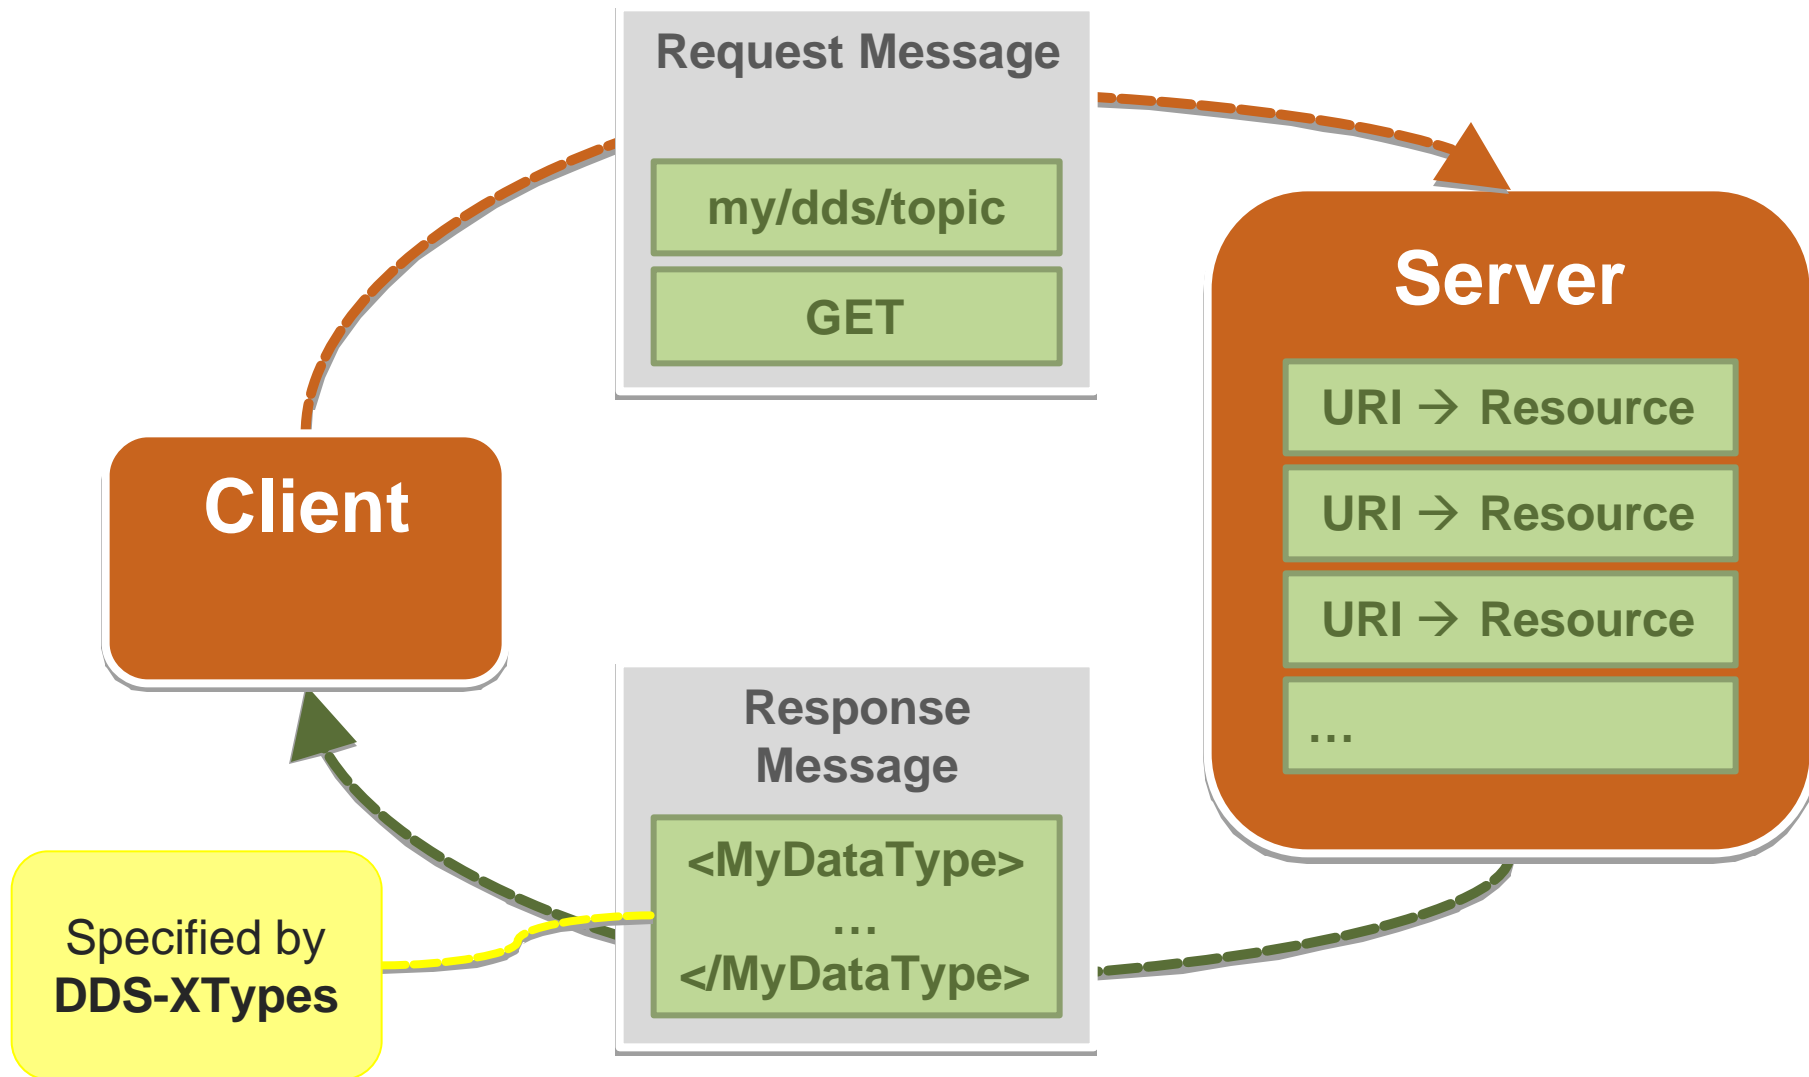 Request Message
my/dds/topic
GET
Server
URI → Resource
URI → Resource
URI → Resource
…
Client
Response
Message
<MyDataType>
…
</MyDataType>
Specified by
DDS-XTypes